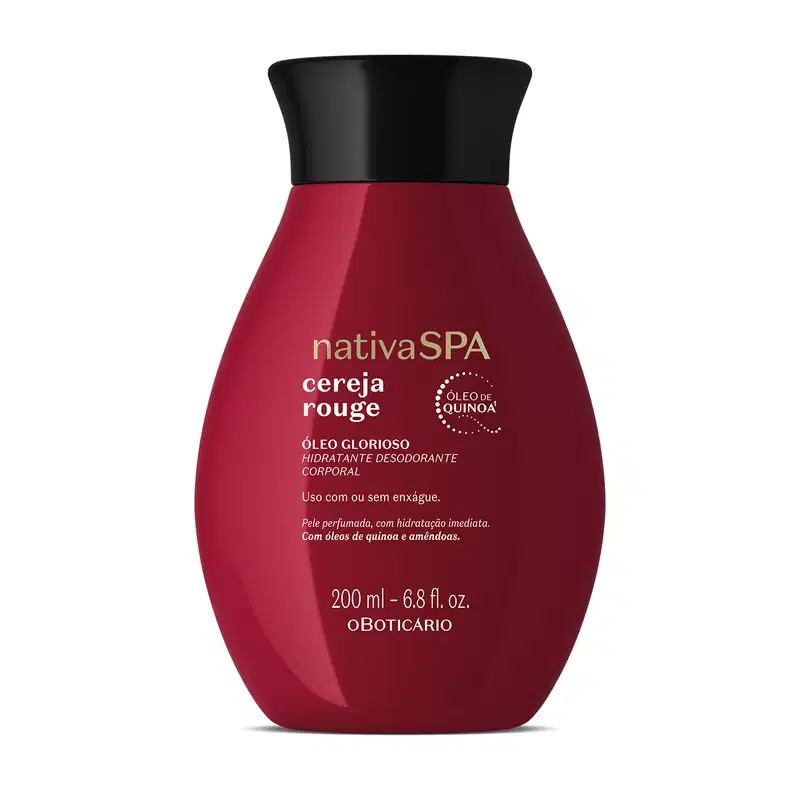 nativaSPA
cereja
rouge
ÓLEO DE
QUINOA¹
ÓLEO GLORIOSO
HIDRATANTE DESODORANTE
CORPORAL
Uso com ou sem enxágue.
Pele perfumada, com hidratação imediata.
Com óleos de quinoa e amêndoas.
200 ml – 6.8 fl. oz.
oBOTICÁRIO